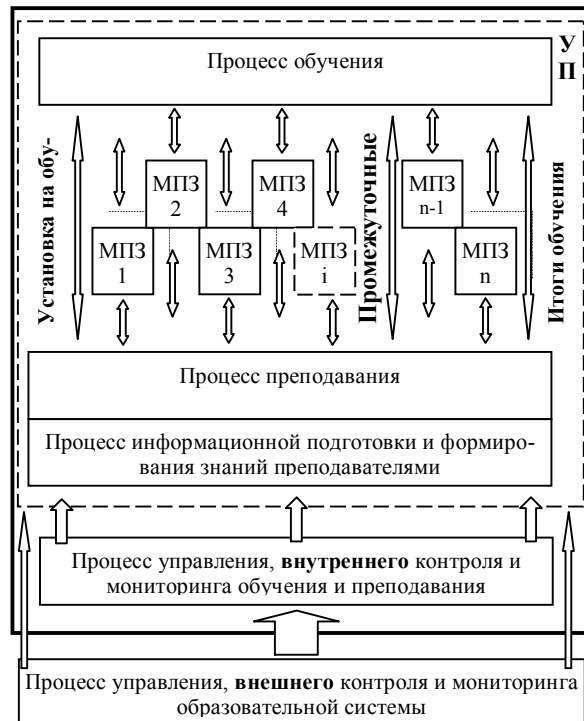 Процесс обучения
У
П
Установка на обу-
МПЗ
1
МПЗ
2
МПЗ
3
МПЗ
4
МПЗ
i
Промежуточные
МПЗ
n-1
МПЗ
n
Итоги обучения
Процесс преподавания
Процесс информационной подготовки и формиро-
вания знаний преподавателями
Процесс управления, внутреннего контроля и
мониторинга обучения и преподавания
Процесс управления, внешнего контроля и мониторинга
образовательной системы